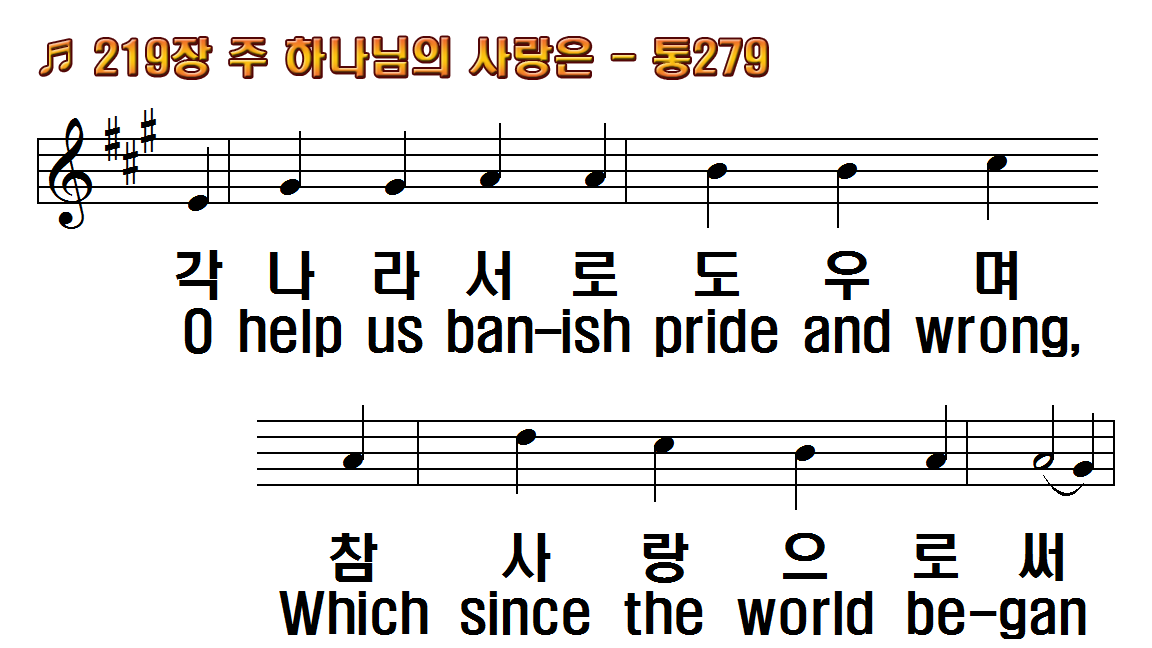 ♬ 219장 주 하나님의 사랑은 - 통279
각 나 라 서 로 도 우 며
O help us ban-ish pride and wrong,
참 사 랑 으 로 써
Which since the world be-gan